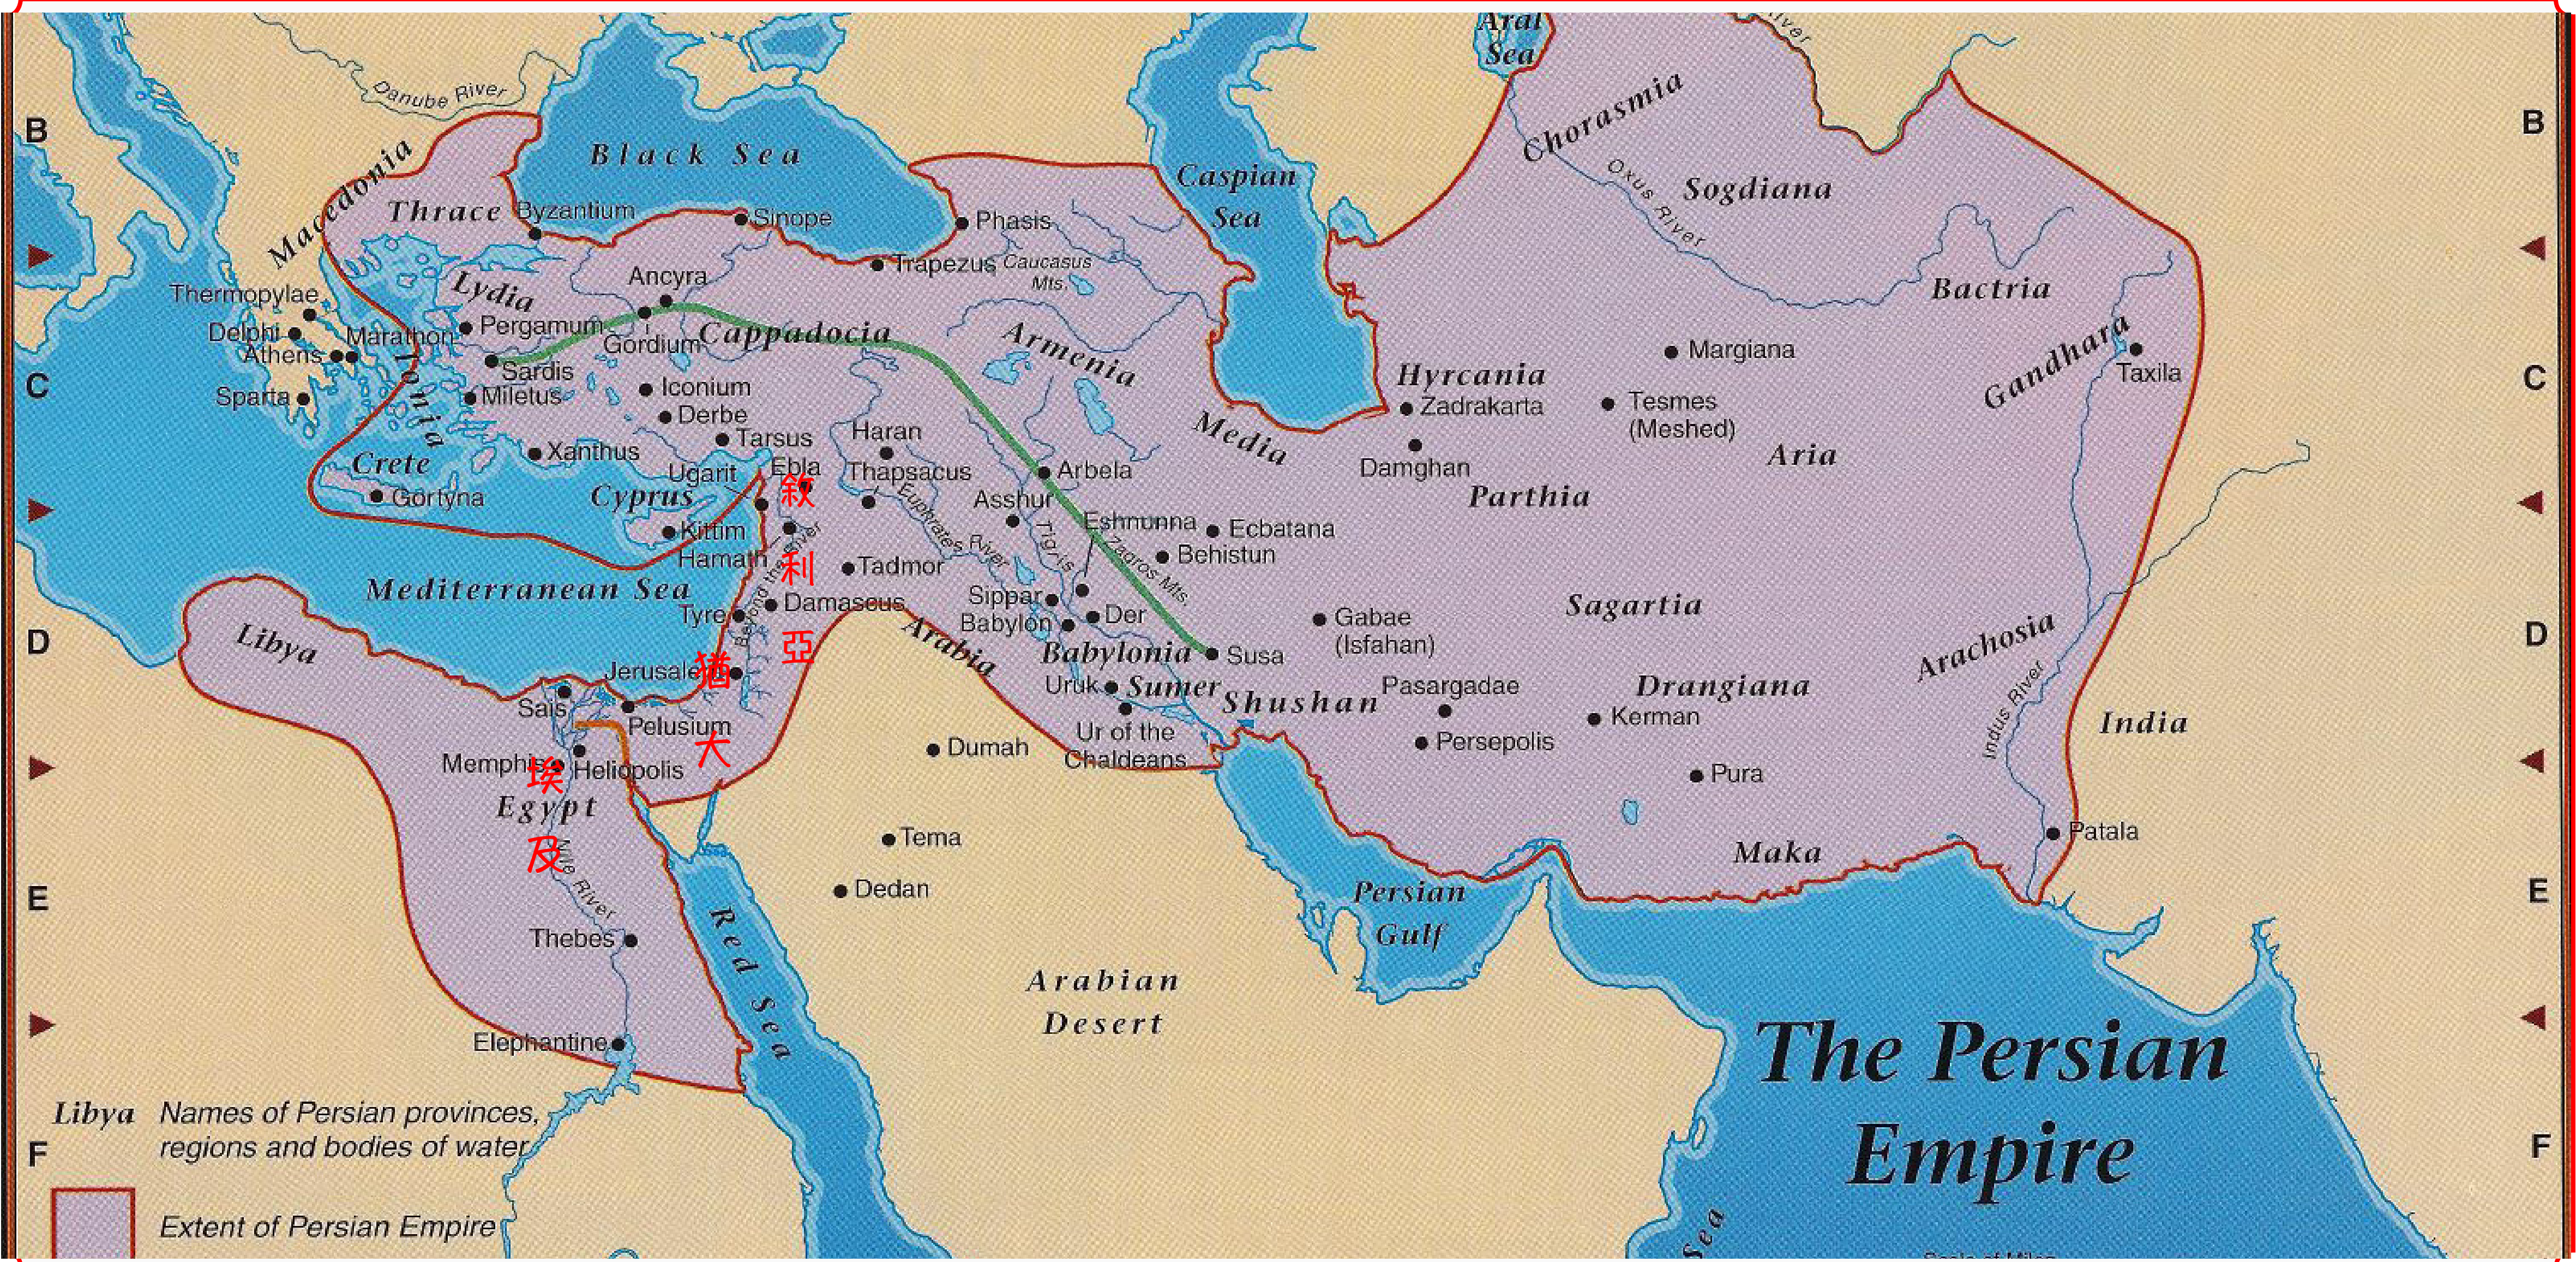 Aral
Sea
River
Chorasmia
Danube River
B
B
Black Sea
Macedonia
Caspian
Sea
Oxus River
Sogdiana
Thrace
Byzantium
Sinope
Phasis
Trapezus
Caucasus
Mts.
Ancyra
Lydia
Bactria
Thermopylae
Pergamum
Delphi
Marathon
Gordium
Cappadocia
Armenia
Athens
Gandhara
Margiana
Sardis
Taxila
C
C
Ionia
Hyrcania
Iconium
Sparta
Miletus
Zadrakarta
Tesmes
(Meshed)
Derbe
Media
Haran
Tarsus
Xanthus
Aria
Crete
Ugarit
Ebla
Thapsacus
Arbela
Damghan
Gortyna
Cyprus
敘
利
亞
Asshur
Parthia
Euphrates River
Eshnunna
Ecbatana
Kittim
Tigris
Zagros Mts.
Hamath
Beyond the River
Behistun
Tadmor
Mediterranean Sea
Sippar
Damascus
Tyre
Der
Babylon
Gabae
(Isfahan)
Sagartia
D
D
Libya
Arabia
Babylonia
Susa
Arachosia
Jerusalem
猶
大
Uruk
Sumer
Shushan
Pasargadae
Drangiana
Indus River
Sais
Pelusium
Kerman
India
Ur of the
Chaldeans
Dumah
Persepolis
Memphis
Heliopolis
埃
及
Pura
Egypt
Tema
Patala
Nile River
Maka
Dedan
E
E
Persian
Gulf
Red Sea
Thebes
Arabian
Desert
Elephantine
The Persian
Empire
Libya Names of Persian provinces,
regions and bodies of water
F
F
Extent of Persian Empire
Sea